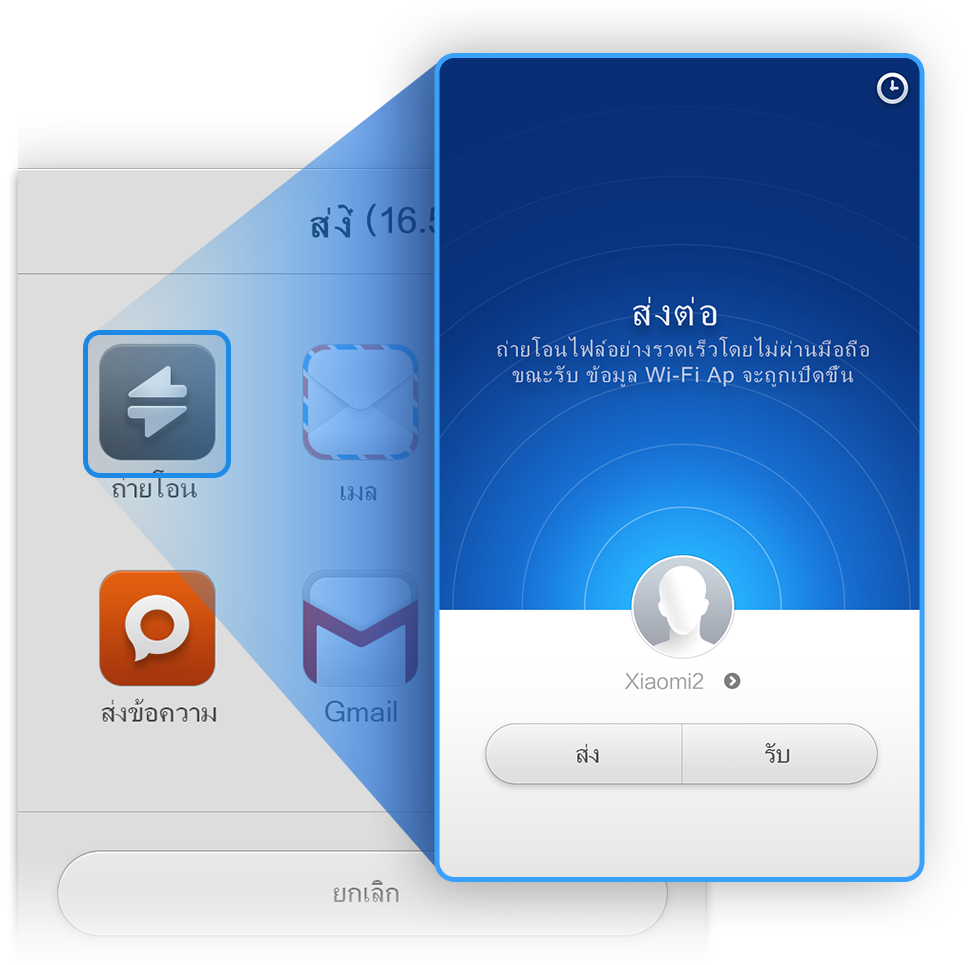 ส่งต่อ
ถ่ายโอนไฟล์อย่างรวดเร็วโดยไม่ผ่านมือถือ
ขณะรับ ข้อมูล Wi-Fi Ap จะถูกเปิดขึ้น
Xiaomi2
ส่ง รับ
(16.5
ถ่ายโอน เมล
ส่งข้อความ Gmail
ยกเลิก